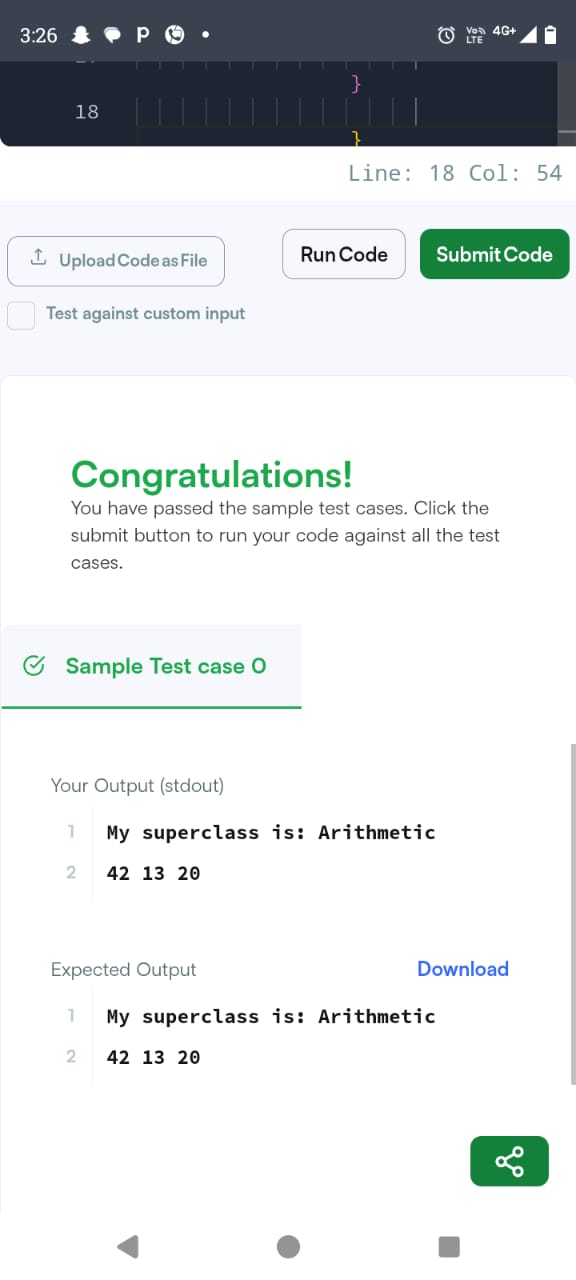 3:26 P Vo)) LTE 4G+
18
}
}
Line: 18 Col: 54
Upload Code as File
Run Code
Submit Code
Test against custom input
Congratulations!
You have passed the sample test cases. Click the
submit button to run your code against all the test
cases.
Sample Test case 0
Your Output (stdout)
1 My superclass is: Arithmetic
2 42 13 20
Expected Output
Download
1 My superclass is: Arithmetic
2 42 13 20